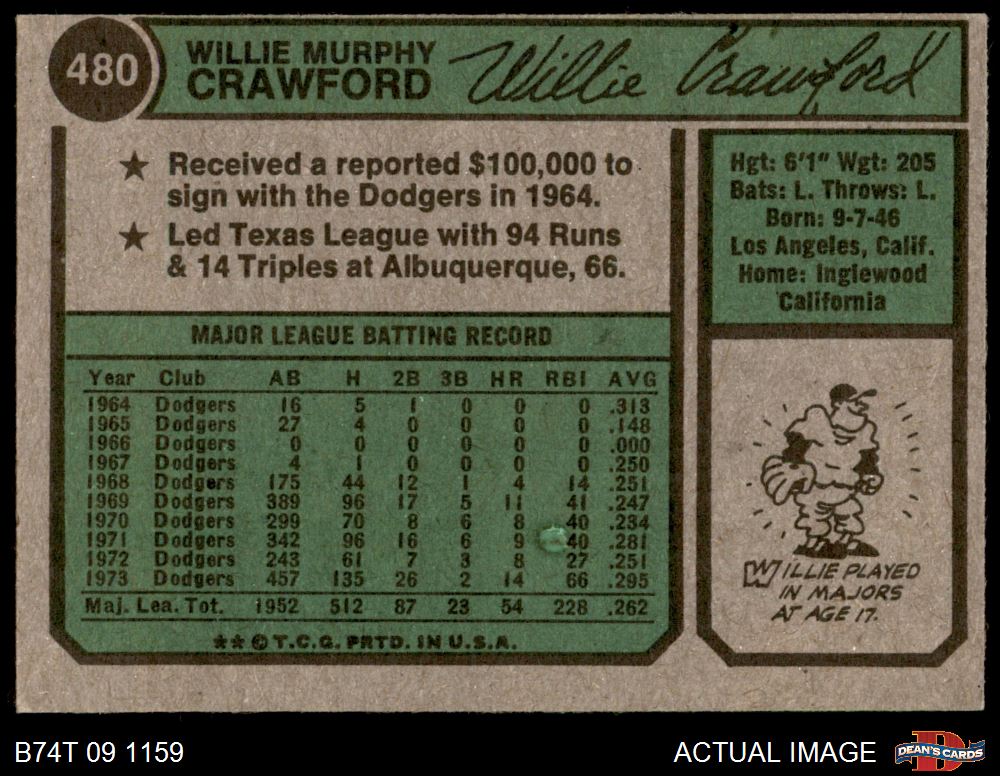 480
WILLIE MURPHY
CRAWFORD
Willie Crawford
★ Received a reported $100,000 to
sign with the Dodgers in 1964.
★ Led Texas League with 94 Runs
& 14 Triples at Albuquerque, 66.
Hgt: 6'1" Wgt: 205
Bats: L. Throws: L.
Born: 9-7-46
Los Angeles, Calif.
Home: Inglewood
California
MAJOR LEAGUE BATTING RECORD
Year Club AB H 2B 3B HR RBI AVG
1964 Dodgers 16 5 1 0 0 0 .313
1965 Dodgers 27 4 0 0 0 0 .148
1966 Dodgers 0 0 0 0 0 0 .000
1967 Dodgers 4 1 0 0 0 0 .250
1968 Dodgers 175 44 12 1 4 14 .251
1969 Dodgers 389 96 17 5 11 41 .247
1970 Dodgers 299 70 8 6 8 40 .234
1971 Dodgers 342 96 16 6 9 40 .281
1972 Dodgers 243 61 7 3 8 27 .251
1973 Dodgers 457 135 26 2 14 66 .295
Maj. Lea. Tot. 1952 512 87 23 54 228 .262
★★ © T.C.G. PRTD. IN U.S.A.
WILLIE PLAYED
IN MAJORS
AT AGE 17.
B74T 09 1159
ACTUAL IMAGE
D
DEAN'S CARDS